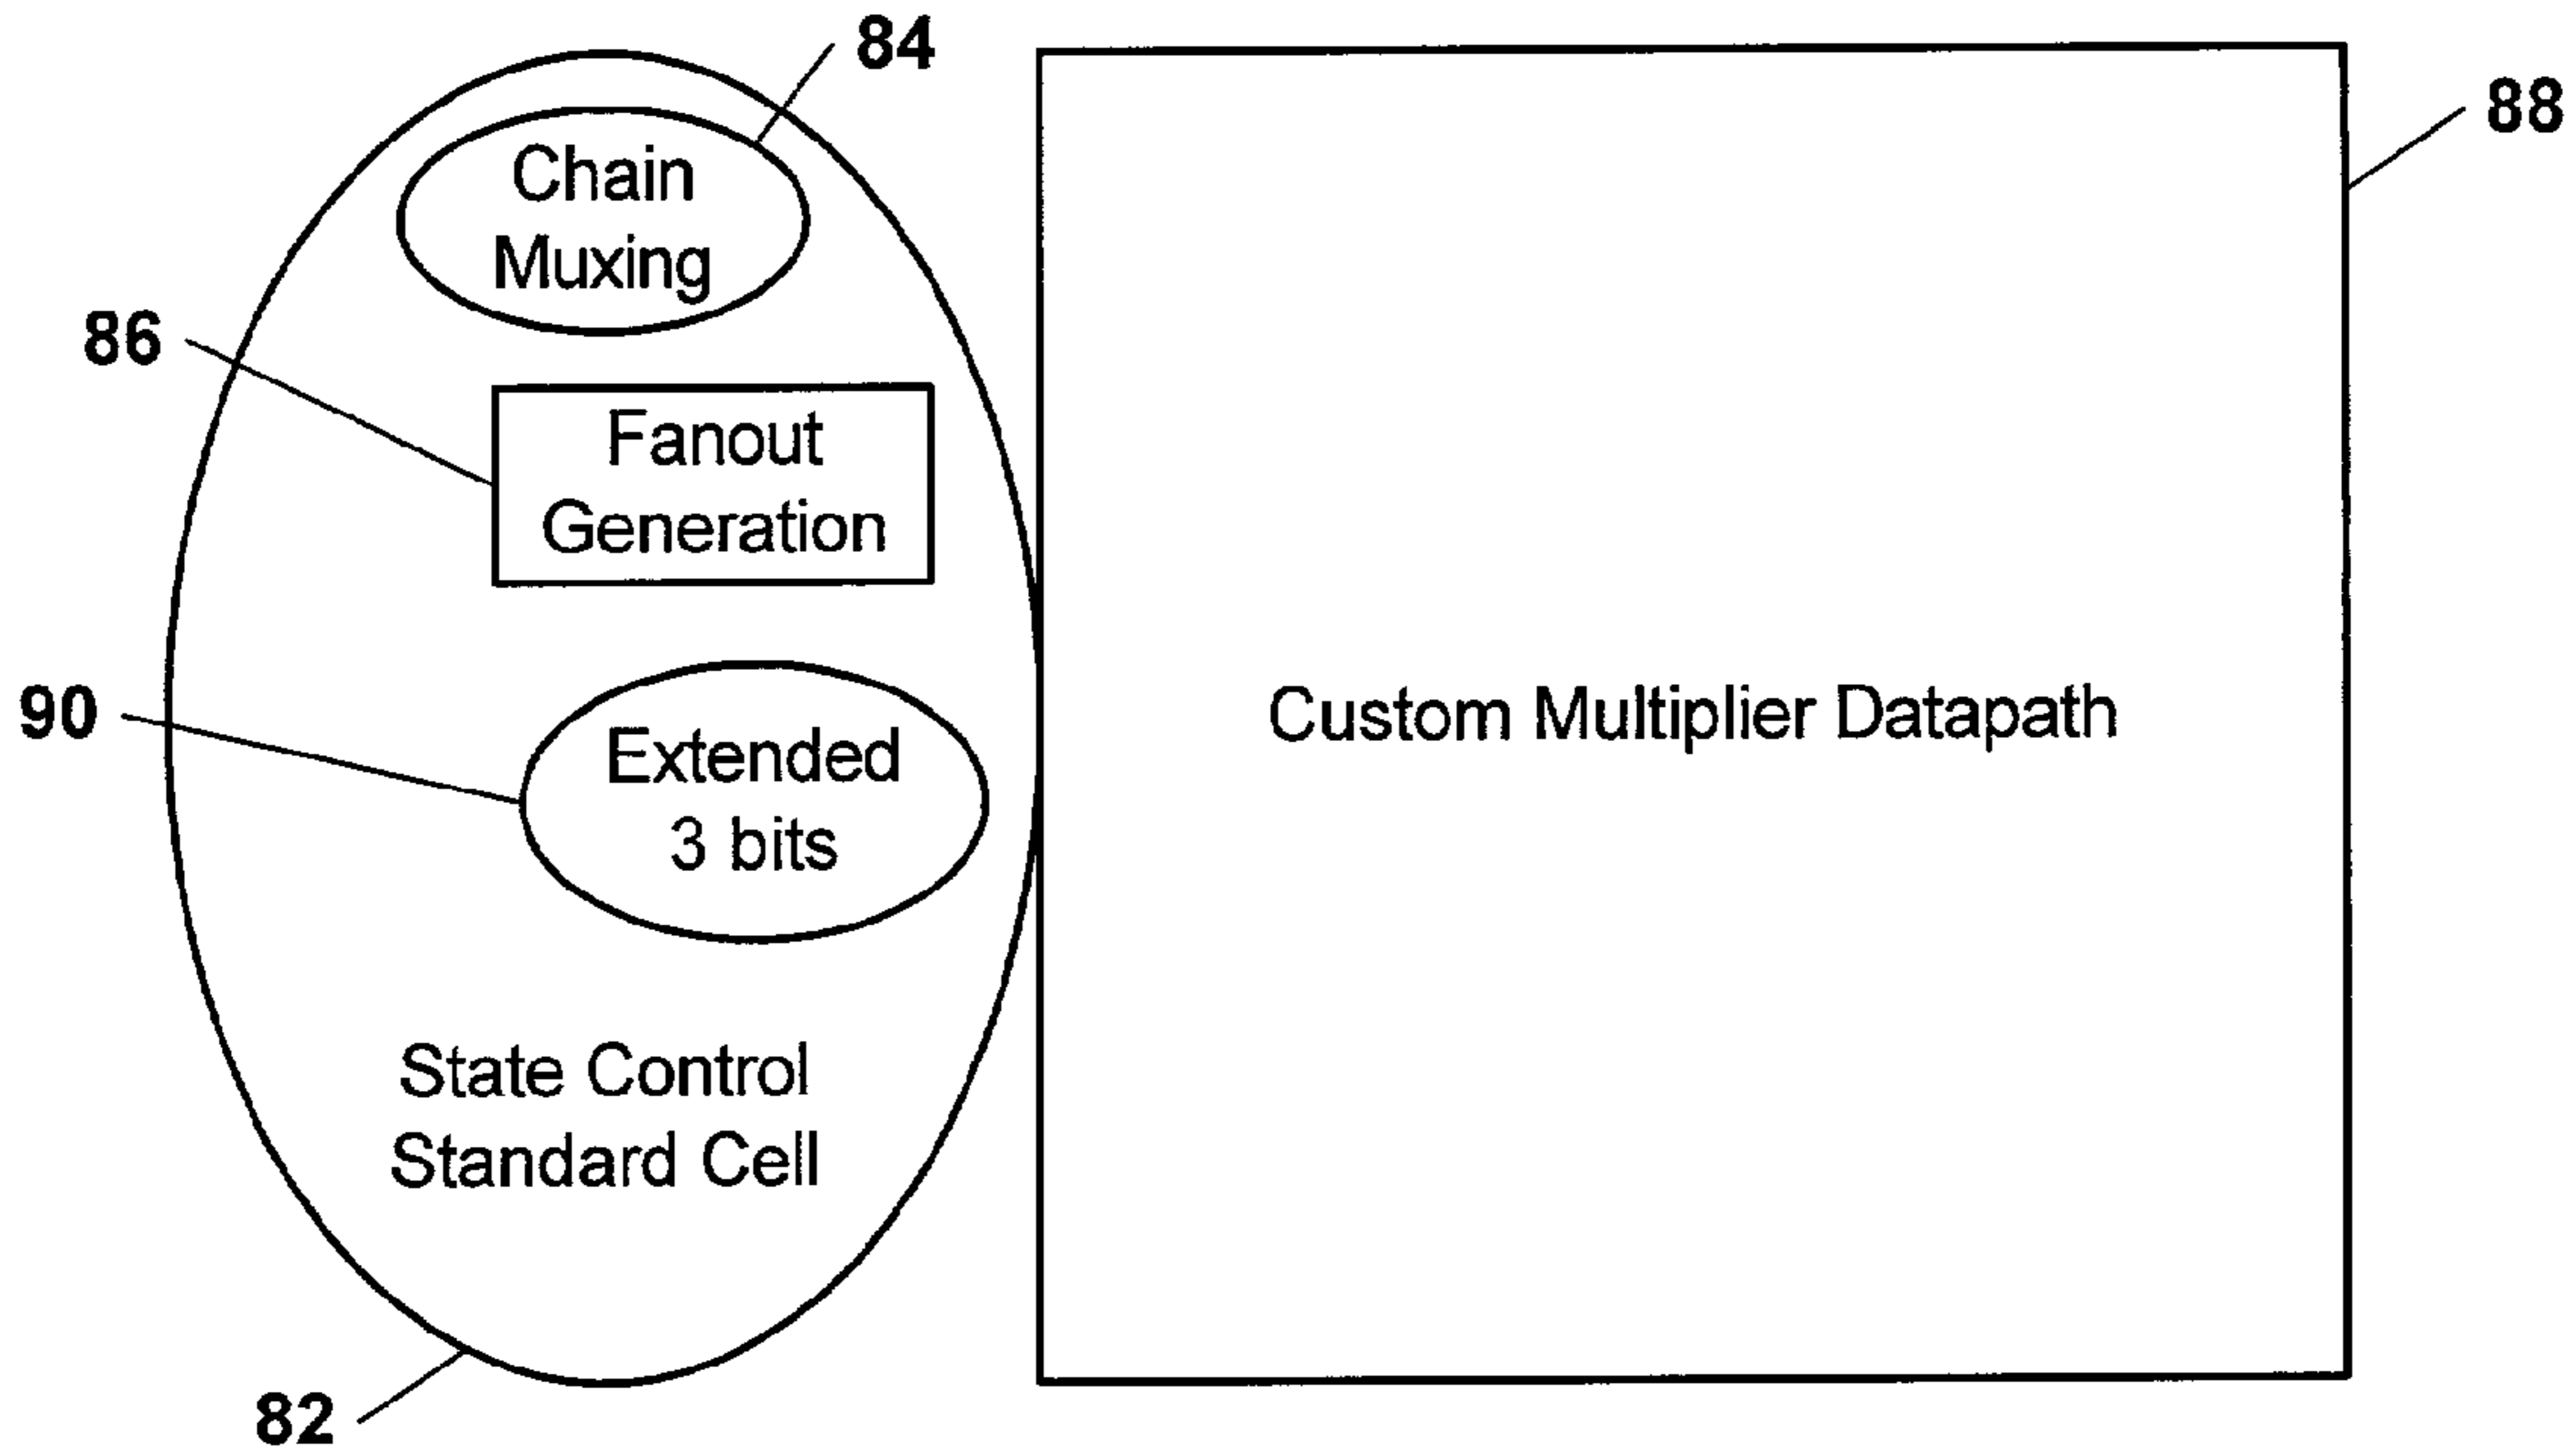 84
88
Chain
Muxing
86
Fanout
Generation
90
Extended
3 bits
Custom Multiplier Datapath
State Control
Standard Cell
82